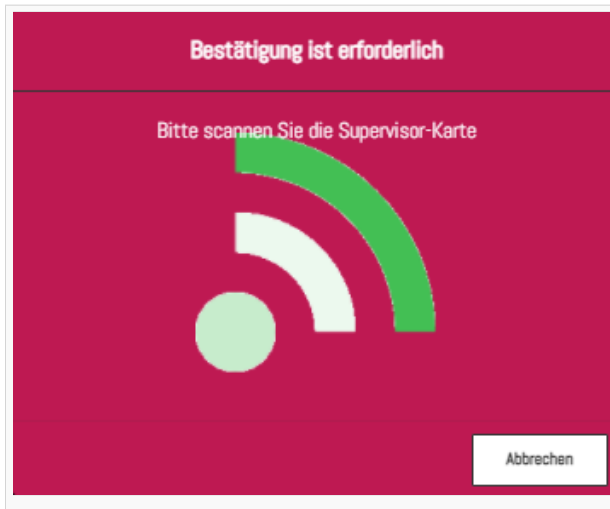 Bestätigung ist erforderlich
Bitte scannen Sie die Supervisor-Karte
Abbrechen